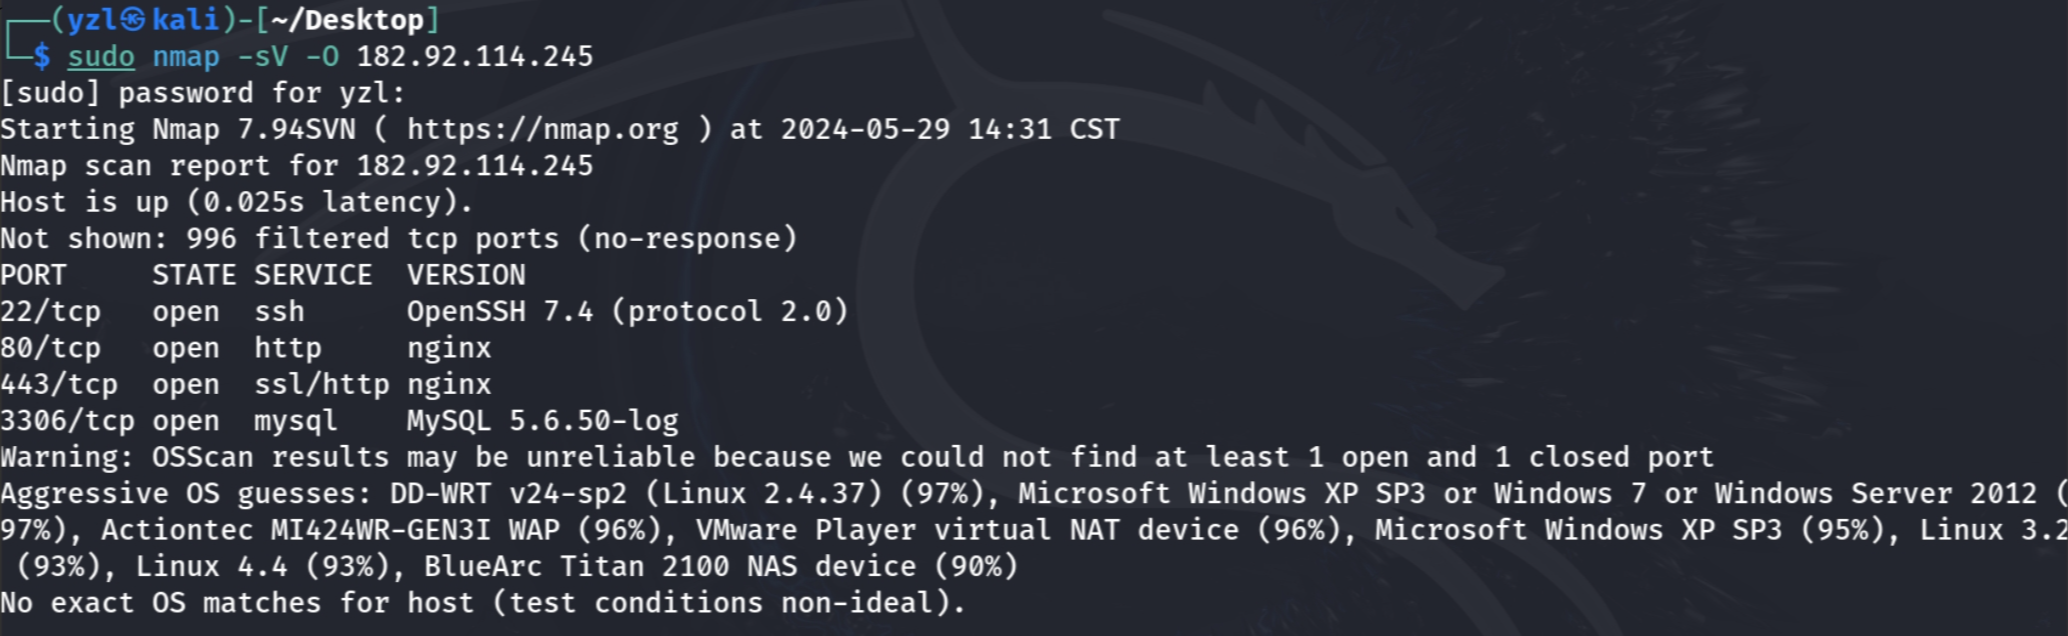 ┌──(yzl㉿kali)-[~/Desktop]
└─$ sudo nmap -sV -O 182.92.114.245
[sudo] password for yzl:
Starting Nmap 7.94SVN ( https://nmap.org ) at 2024-05-29 14:31 CST
Nmap scan report for 182.92.114.245
Host is up (0.025s latency).
Not shown: 996 filtered tcp ports (no-response)
PORT     STATE SERVICE  VERSION
22/tcp   open  ssh      OpenSSH 7.4 (protocol 2.0)
80/tcp   open  http     nginx
443/tcp  open  ssl/http nginx
3306/tcp open  mysql    MySQL 5.6.50-log
Warning: OSScan results may be unreliable because we could not find at least 1 open and 1 closed port
Aggressive OS guesses: DD-WRT v24-sp2 (Linux 2.4.37) (97%), Microsoft Windows XP SP3 or Windows 7 or Windows Server 2012 (
97%), Actiontec MI424WR-GEN3I WAP (96%), VMware Player virtual NAT device (96%), Microsoft Windows XP SP3 (95%), Linux 3.2
 (93%), Linux 4.4 (93%), BlueArc Titan 2100 NAS device (90%)
No exact OS matches for host (test conditions non-ideal).